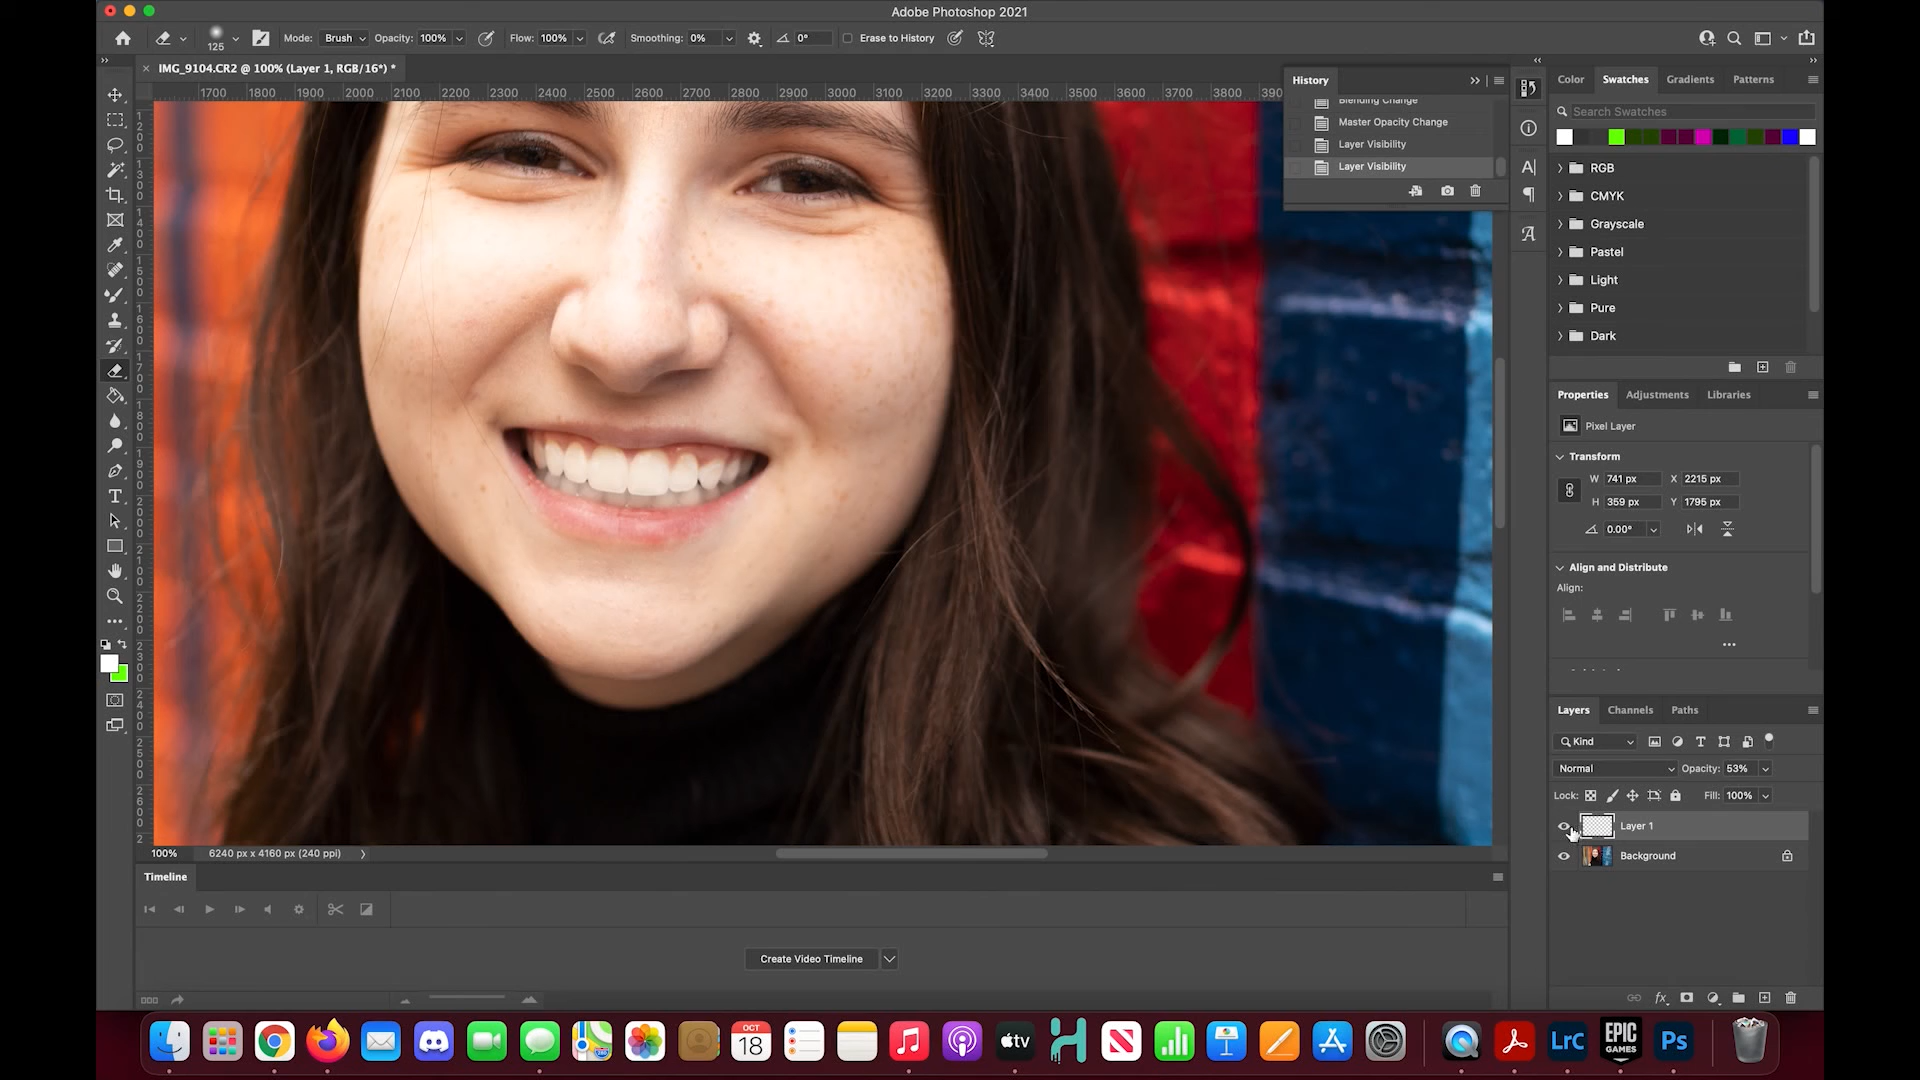 Adobe Photoshop 2021
125 Mode: Brush Opacity: 100% Flow: 100% Smoothing: 0% 0° Erase to History
IMG_9104.CR2 @ 100% (Layer 1, RGB/16*) *
1700 1800 1900 2000 2100 2200 2300 2400 2500 2600 2700 2800 2900 3000 3100 3200 3300 3400 3500 3600 3700 3800 390
History
Blending Change
Master Opacity Change
Layer Visibility
Layer Visibility
Color Swatches Gradients Patterns
Search Swatches
RGB
CMYK
Grayscale
Pastel
Light
Pure
Dark
Properties Adjustments Libraries
Pixel Layer
Transform
W 741 px X 2215 px
H 359 px Y 1795 px
0.00°
Align and Distribute
Align:
Layers Channels Paths
Kind
Normal Opacity: 53%
Lock: Fill: 100%
Layer 1
Background
100% 6240 px x 4160 px (240 ppi)
Timeline
Create Video Timeline
OCT
18
tv
LrC
EPIC
GAMES
Ps